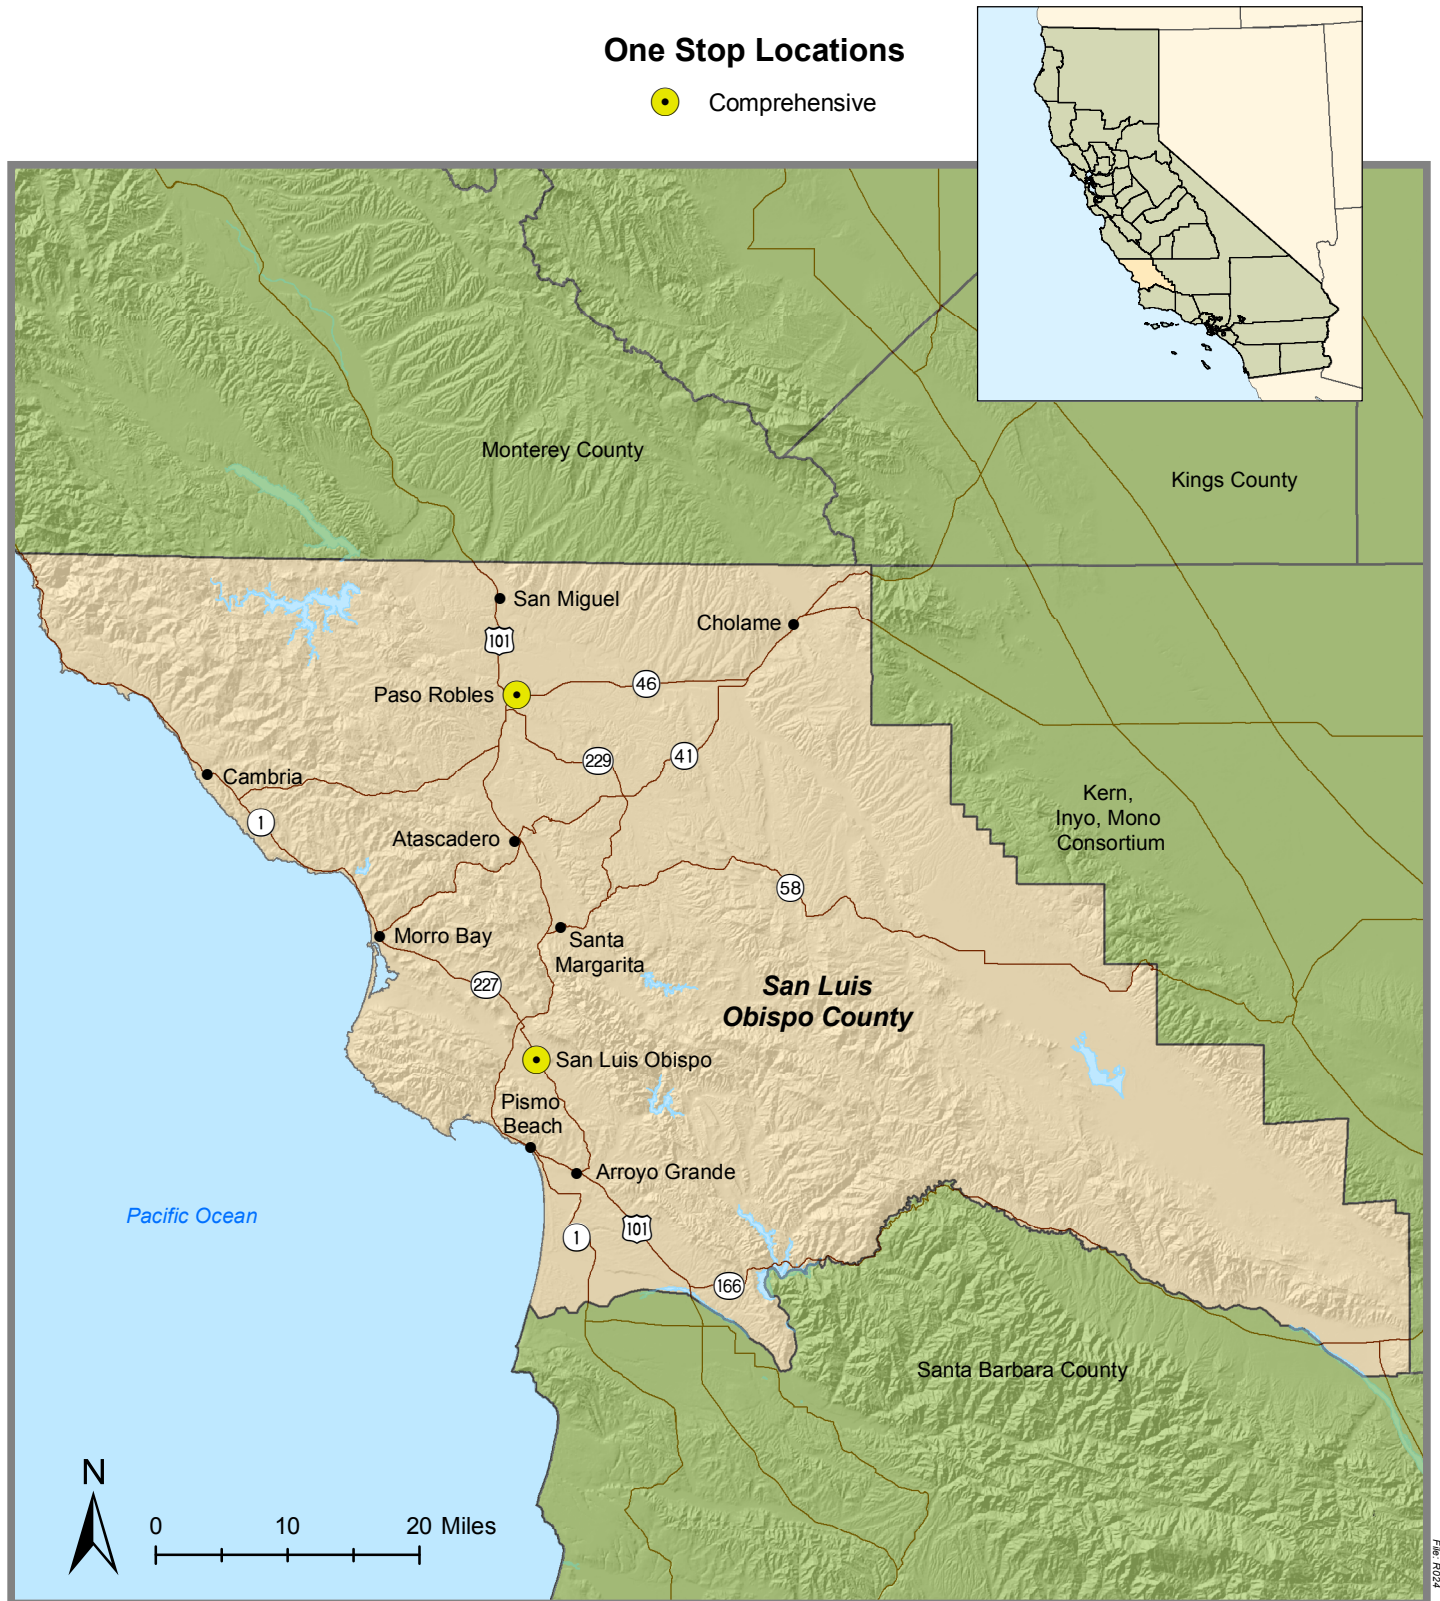 One Stop Locations
Comprehensive
Monterey County
Kings County
San Miguel
Cholame
101
46
Paso Robles
229
41
Cambria
Kern,
Inyo, Mono
Consortium
1
Atascadero
58
Morro Bay
Santa
Margarita
227
San Luis
Obispo County
San Luis Obispo
Pismo
Beach
Arroyo Grande
Pacific Ocean
1
101
166
Santa Barbara County
N
0 10 20 Miles
File: R024